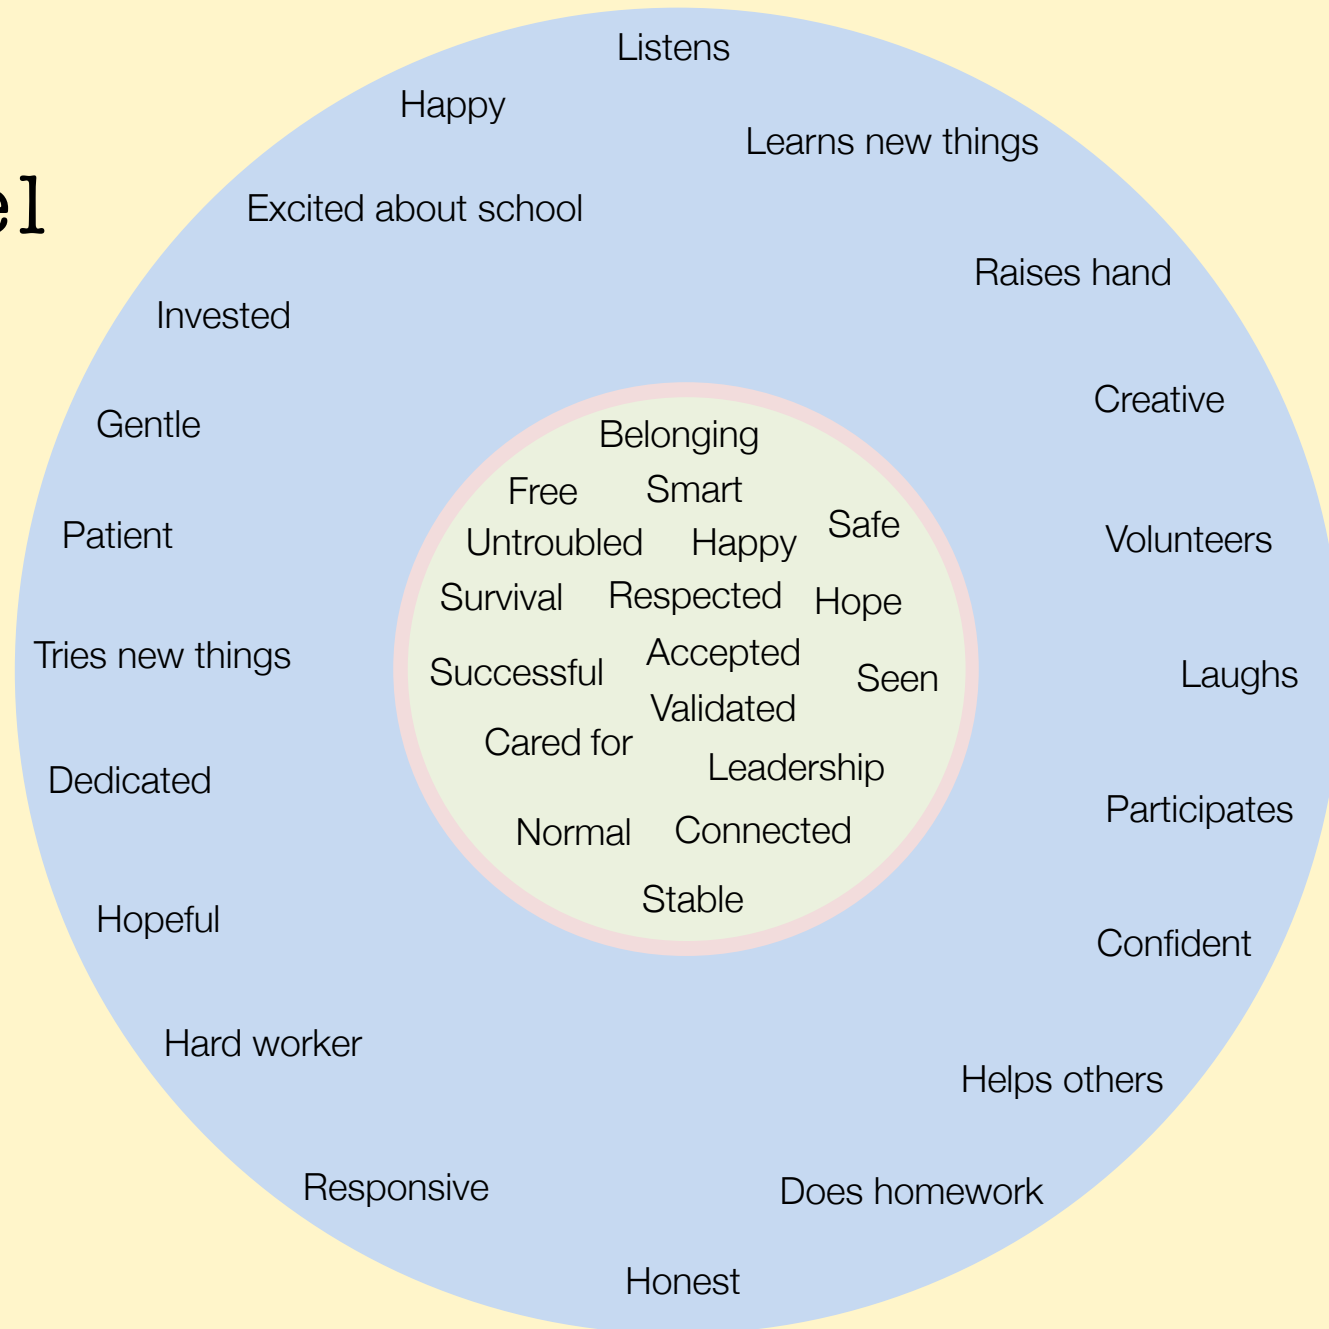 Listens
Happy
Learns new things
el
Excited about school
Raises hand
Invested
Creative
Gentle
Patient
Volunteers
Tries new things
Laughs
Dedicated
Participates
Hopeful
Confident
Hard worker
Helps others
Responsive
Does homework
Honest
Belonging
Free Smart
Safe
Untroubled Happy
Survival Respected Hope
Accepted
Successful Seen
Validated
Cared for
Leadership
Normal Connected
Stable